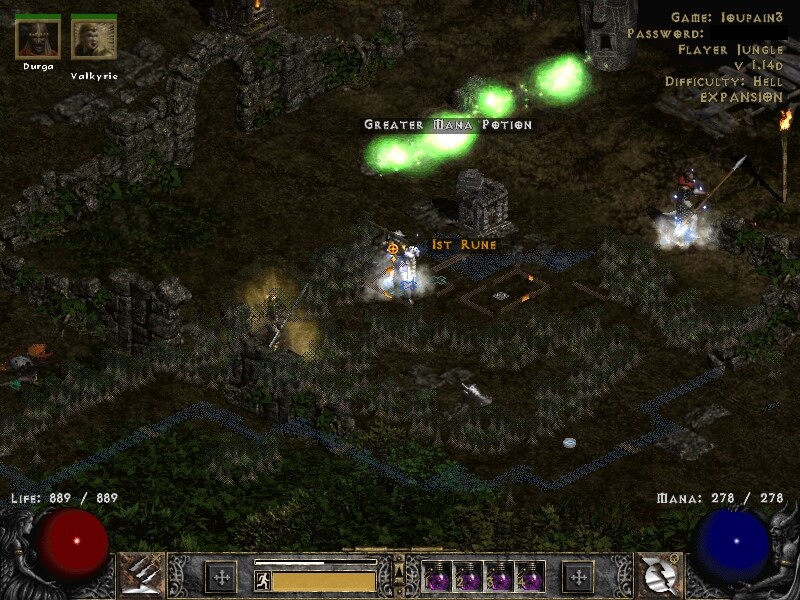 Game: Ioupain3
Password:
Flayer Jungle
v 1.14d
Difficulty: Hell
EXPANSION
Durga
Valkyrie
Greater Mana Potion
Ist Rune
Life: 889 / 889
Mana: 278 / 278